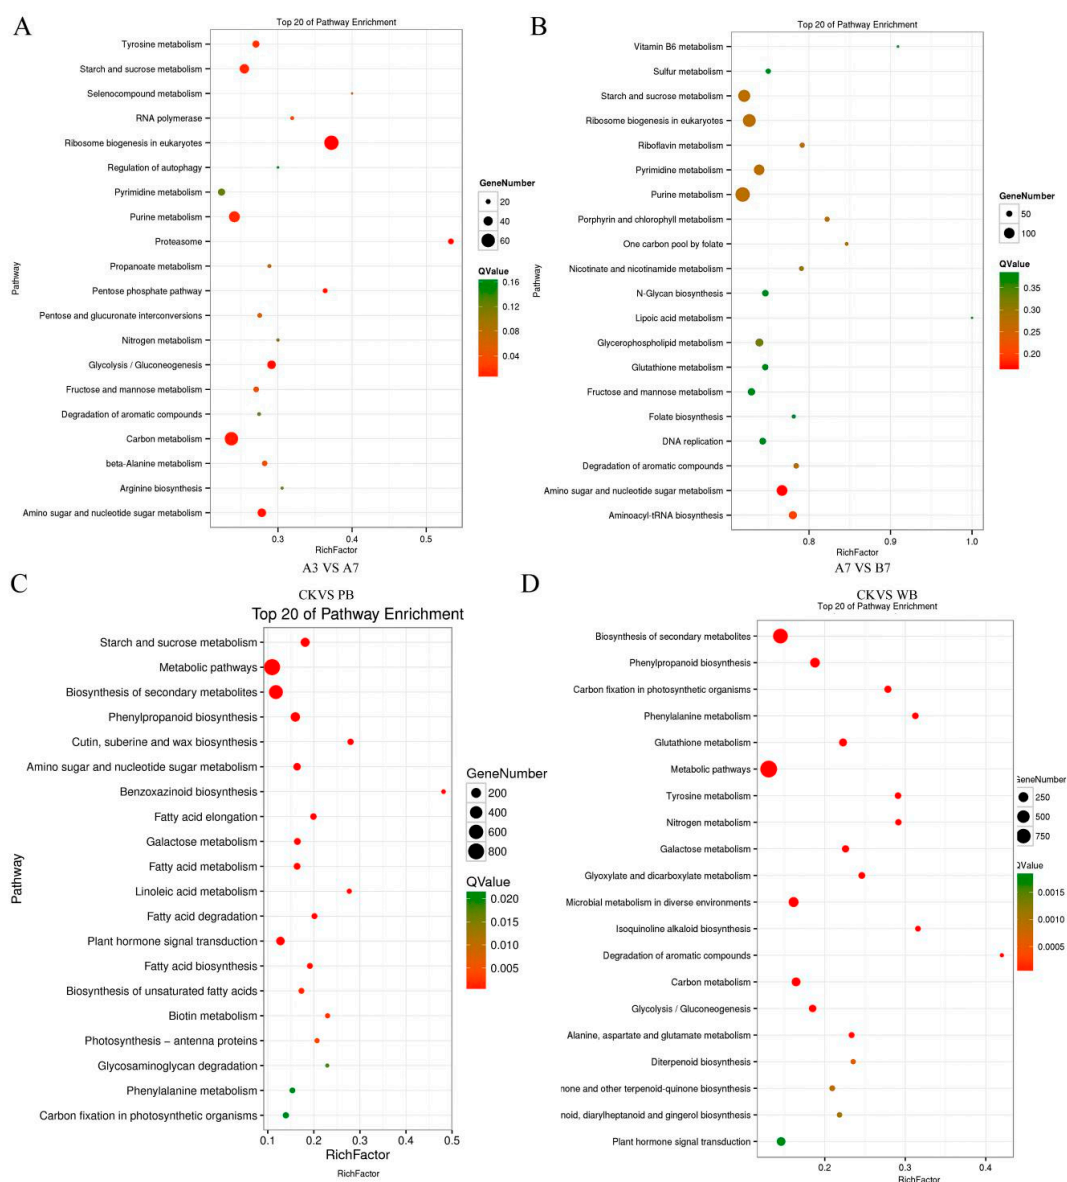 A
Top 20 of Pathway Enrichment
Tyrosine metabolism
Starch and sucrose metabolism
Selenocompound metabolism
RNA polymerase
Ribosome biogenesis in eukaryotes
Regulation of autophagy
Pyrimidine metabolism
Purine metabolism
Proteasome
Propanoate metabolism
Pentose phosphate pathway
Pentose and glucuronate interconversions
Nitrogen metabolism
Glycolysis / Gluconeogenesis
Fructose and mannose metabolism
Degradation of aromatic compounds
Carbon metabolism
beta-Alanine metabolism
Arginine biosynthesis
Amino sugar and nucleotide sugar metabolism
Pathway
0.3 0.4 0.5
RichFactor
A3 VS A7
GeneNumber
20
40
60
QValue
0.16
0.12
0.08
0.04
B
Top 20 of Pathway Enrichment
Vitamin B6 metabolism
Sulfur metabolism
Starch and sucrose metabolism
Ribosome biogenesis in eukaryotes
Riboflavin metabolism
Pyrimidine metabolism
Purine metabolism
Porphyrin and chlorophyll metabolism
One carbon pool by folate
Nicotinate and nicotinamide metabolism
N-Glycan biosynthesis
Lipoic acid metabolism
Glycerophospholipid metabolism
Glutathione metabolism
Fructose and mannose metabolism
Folate biosynthesis
DNA replication
Degradation of aromatic compounds
Amino sugar and nucleotide sugar metabolism
Aminoacyl-tRNA biosynthesis
Pathway
0.8 0.9 1.0
RichFactor
A7 VS B7
GeneNumber
50
100
QValue
0.35
0.30
0.25
0.20
C
CKVS PB
Top 20 of Pathway Enrichment
Starch and sucrose metabolism
Metabolic pathways
Biosynthesis of secondary metabolites
Phenylpropanoid biosynthesis
Cutin, suberine and wax biosynthesis
Amino sugar and nucleotide sugar metabolism
Benzoxazinoid biosynthesis
Fatty acid elongation
Galactose metabolism
Fatty acid metabolism
Linoleic acid metabolism
Fatty acid degradation
Plant hormone signal transduction
Fatty acid biosynthesis
Biosynthesis of unsaturated fatty acids
Biotin metabolism
Photosynthesis − antenna proteins
Glycosaminoglycan degradation
Phenylalanine metabolism
Carbon fixation in photosynthetic organisms
Pathway
0.1 0.2 0.3 0.4 0.5
RichFactor
RichFactor
GeneNumber
200
400
600
800
QValue
0.020
0.015
0.010
0.005
D
CKVS WB
Top 20 of Pathway Enrichment
Biosynthesis of secondary metabolites
Phenylpropanoid biosynthesis
Carbon fixation in photosynthetic organisms
Phenylalanine metabolism
Glutathione metabolism
Metabolic pathways
Tyrosine metabolism
Nitrogen metabolism
Galactose metabolism
Glyoxylate and dicarboxylate metabolism
Microbial metabolism in diverse environments
Isoquinoline alkaloid biosynthesis
Degradation of aromatic compounds
Carbon metabolism
Glycolysis / Gluconeogenesis
Alanine, aspartate and glutamate metabolism
Diterpenoid biosynthesis
none and other terpenoid-quinone biosynthesis
noid, diarylheptanoid and gingerol biosynthesis
Plant hormone signal transduction
0.2 0.3 0.4
RichFactor
GeneNumber
250
500
750
QValue
0.0015
0.0010
0.0005